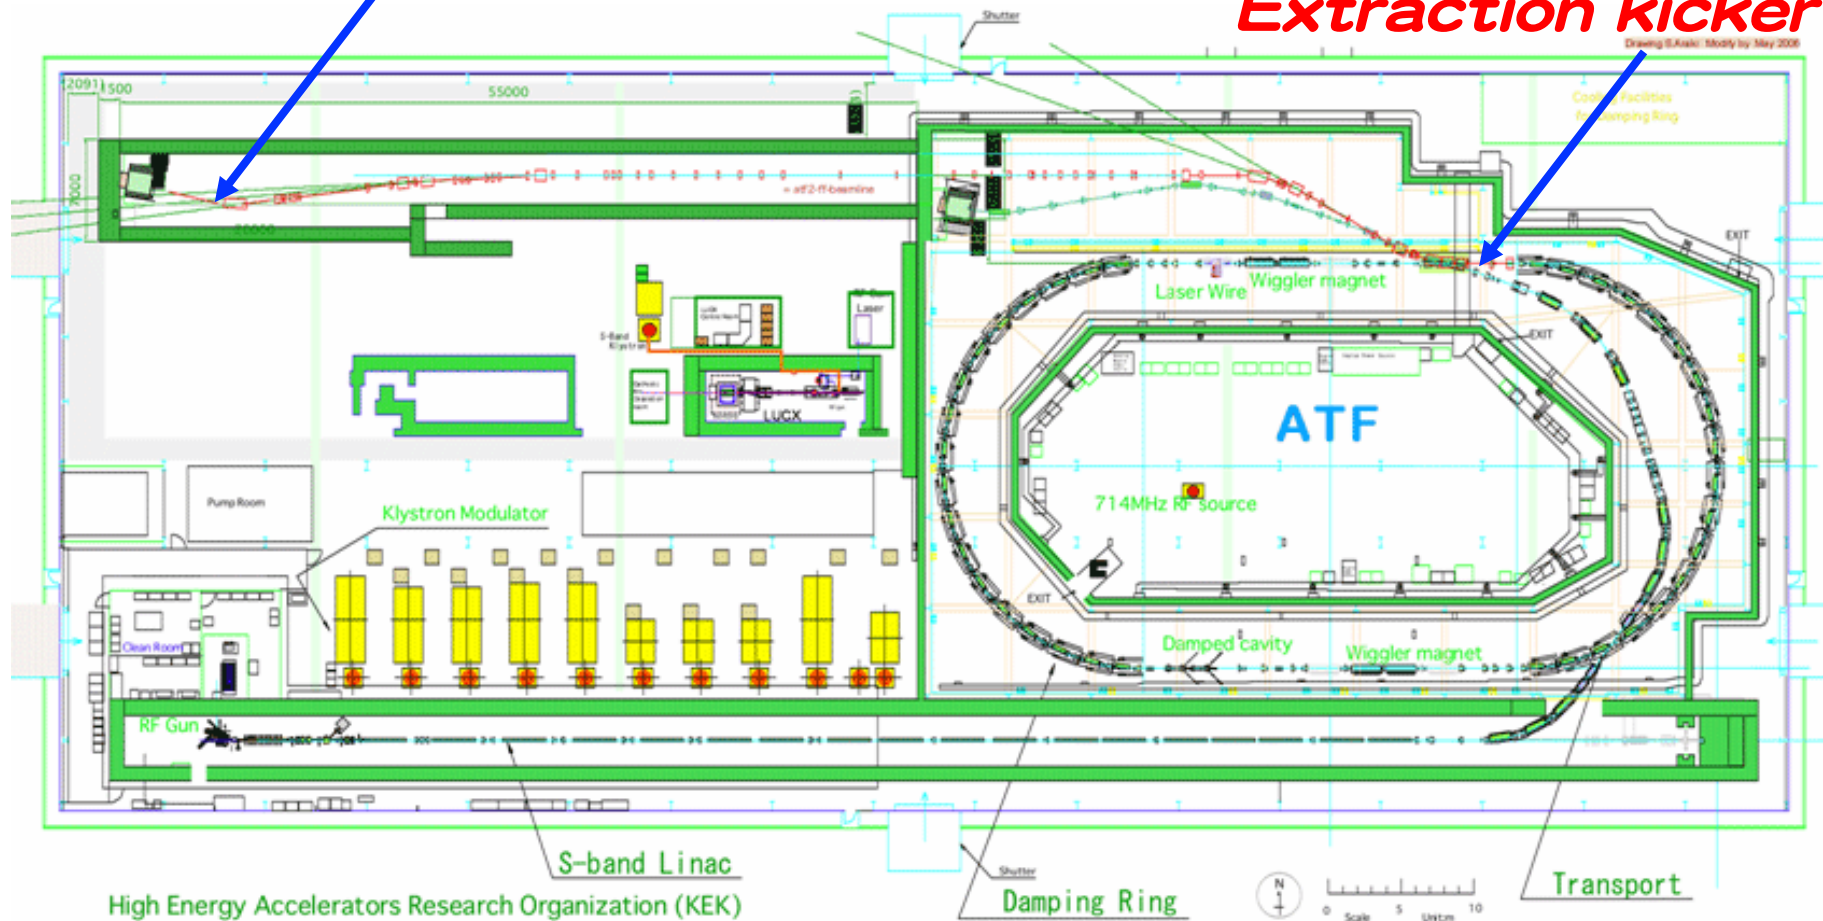 Extraction kicker
Shutter
Drawing S.Araki: Modify by May 2006
(2091)
1500
55000
Cooling Facilities
for Damping Ring
7000
= atf2-ff-beamline
EXIT
Laser Wire
Wiggler magnet
Laser
S-Band
Klystron
EXIT
LUCX
ATF
714MHz RF source
Pump Room
Klystron Modulator
EXIT
Clean Room
Damped cavity
Wiggler magnet
RF Gun
S-band Linac
Shutter
High Energy Accelerators Research Organization (KEK)
Damping Ring
N
0 5 10
Scale Unit:m
Transport